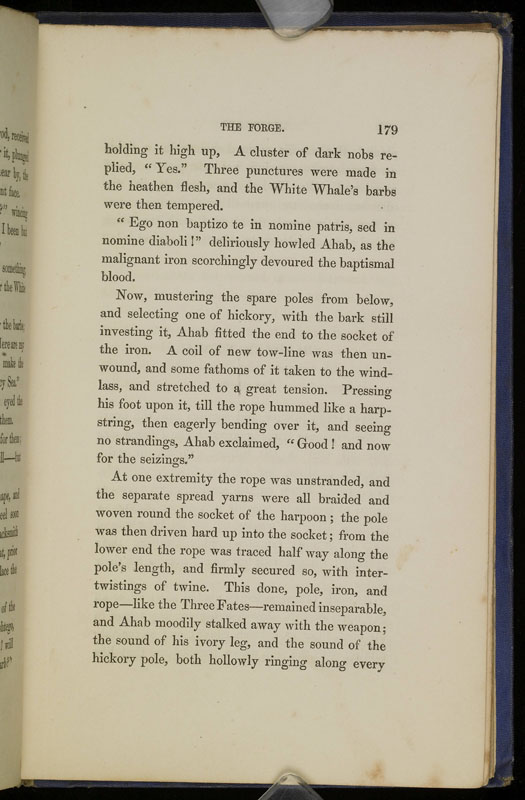 THE FORGE. 179
holding it high up, A cluster of dark nobs re-
plied, “ Yes.” Three punctures were made in
the heathen flesh, and the White Whale’s barbs
were then tempered.
“ Ego non baptizo te in nomine patris, sed in
nomine diaboli !” deliriously howled Ahab, as the
malignant iron scorchingly devoured the baptismal
blood.
Now, mustering the spare poles from below,
and selecting one of hickory, with the bark still
investing it, Ahab fitted the end to the socket of
the iron. A coil of new tow-line was then un-
wound, and some fathoms of it taken to the wind-
lass, and stretched to a great tension. Pressing
his foot upon it, till the rope hummed like a harp-
string, then eagerly bending over it, and seeing
no strandings, Ahab exclaimed, “ Good ! and now
for the seizings.”
At one extremity the rope was unstranded, and
the separate spread yarns were all braided and
woven round the socket of the harpoon ; the pole
was then driven hard up into the socket ; from the
lower end the rope was traced half way along the
pole’s length, and firmly secured so, with inter-
twistings of twine. This done, pole, iron, and
rope—like the Three Fates—remained inseparable,
and Ahab moodily stalked away with the weapon ;
the sound of his ivory leg, and the sound of the
hickory pole, both hollowly ringing along every